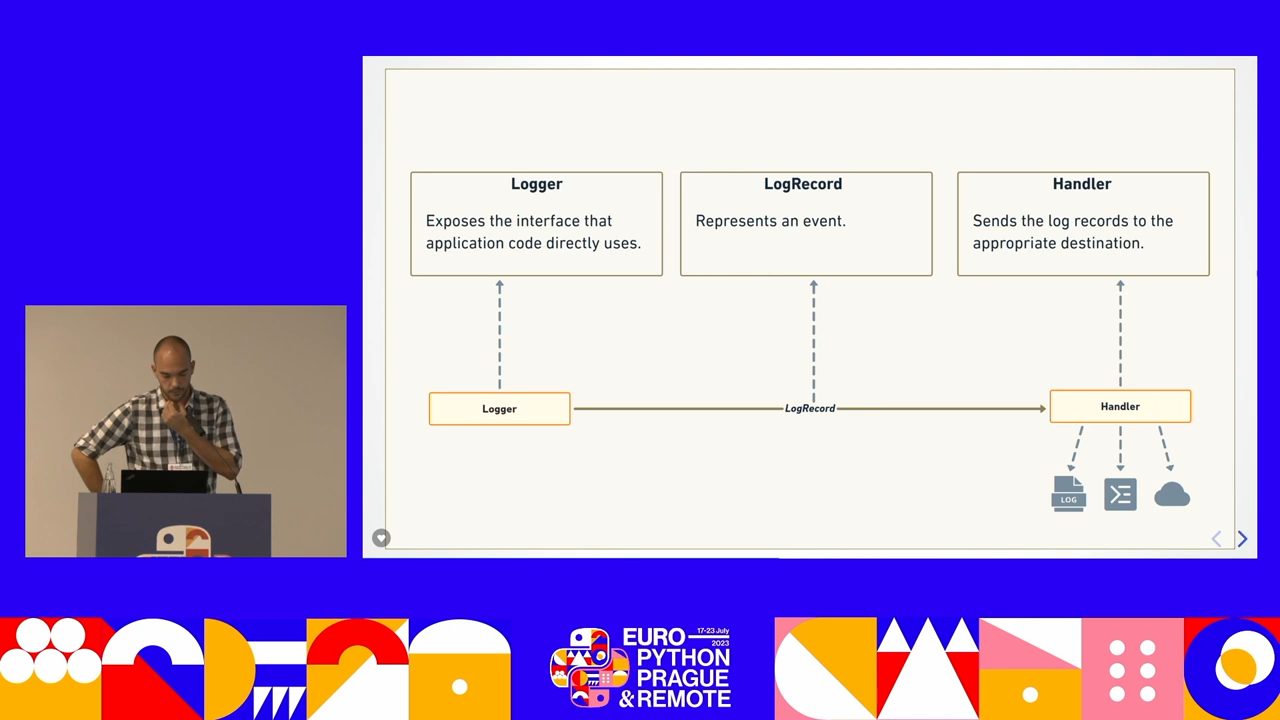 Logger
Exposes the interface that
application code directly uses.
LogRecord
Represents an event.
Handler
Sends the log records to the
appropriate destination.
Logger
LogRecord
Handler
LOG
EURO
17-23 July
2023
PYTHON
PRAGUE
& REMOTE